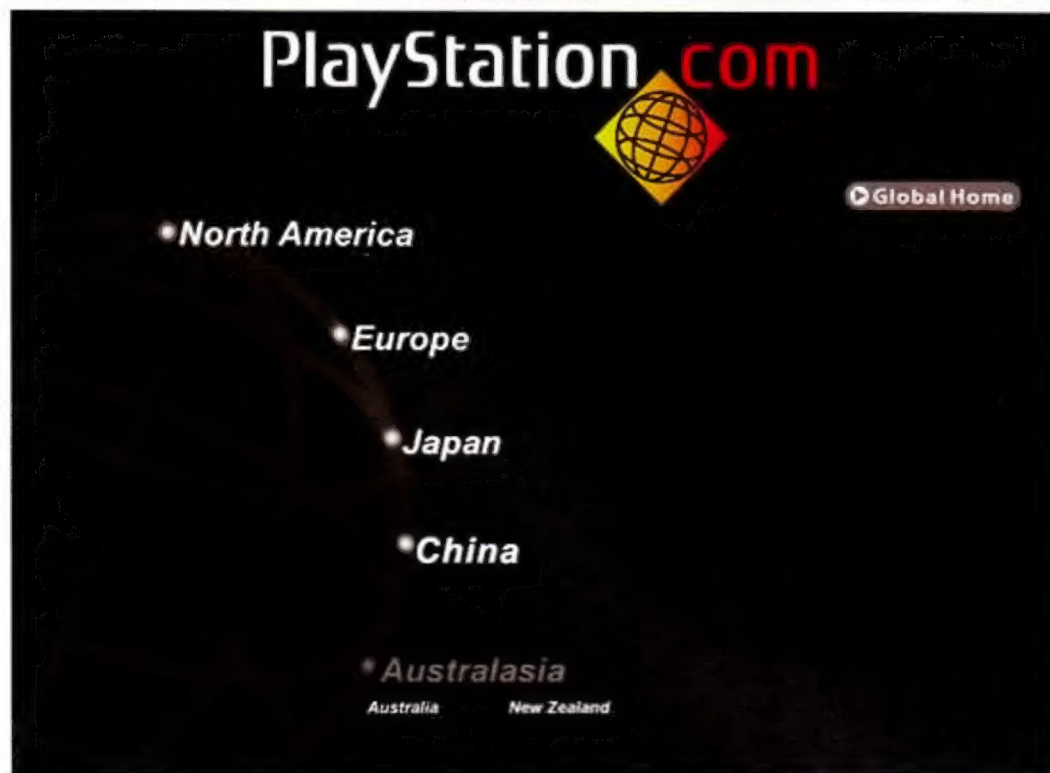 PlayStation.com
Global Home
North America
Europe
Japan
China
Australasia
Australia New Zealand